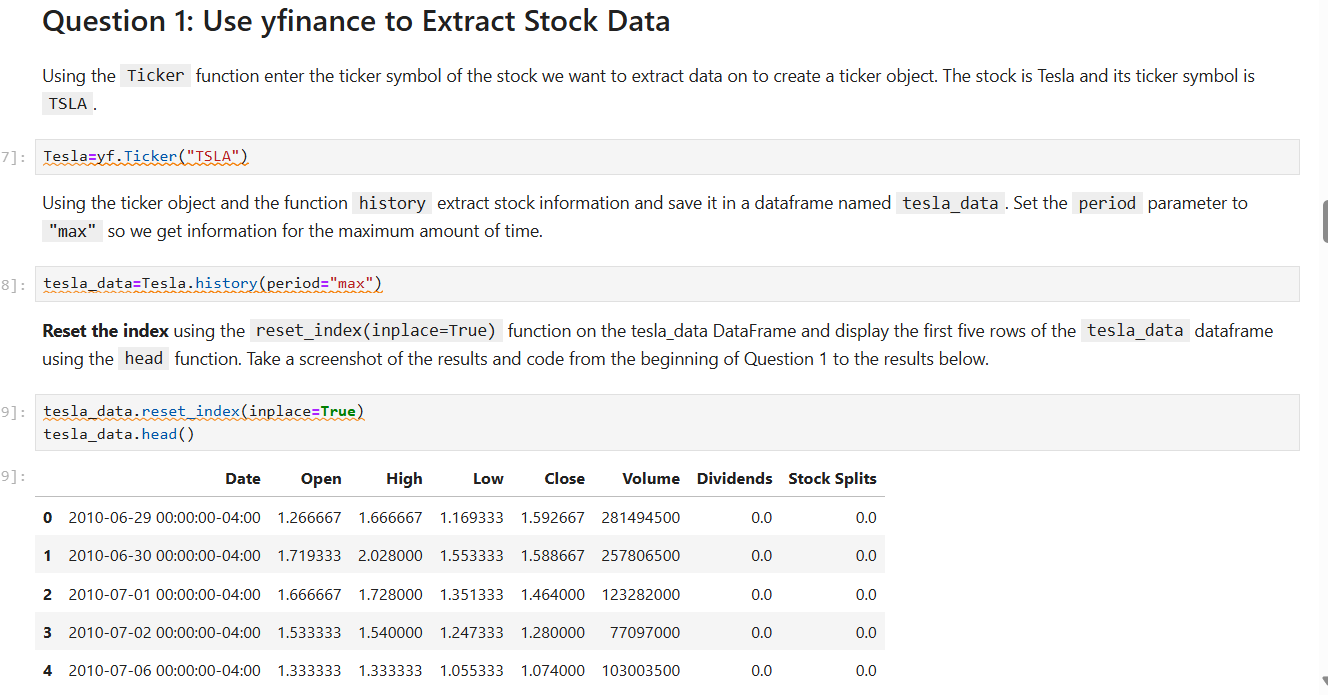 Question 1: Use yfinance to Extract Stock Data
Using the Ticker function enter the ticker symbol of the stock we want to extract data on to create a ticker object. The stock is Tesla and its ticker symbol is
TSLA .
7]: Tesla=yf.Ticker("TSLA")
Using the ticker object and the function history extract stock information and save it in a dataframe named tesla_data . Set the period parameter to
"max" so we get information for the maximum amount of time.
8]: tesla_data=Tesla.history(period="max")
Reset the index using the reset_index(inplace=True) function on the tesla_data DataFrame and display the first five rows of the tesla_data dataframe
using the head function. Take a screenshot of the results and code from the beginning of Question 1 to the results below.
9]: tesla_data.reset_index(inplace=True)
tesla_data.head()
9]: Date Open High Low Close Volume Dividends Stock Splits
0 2010-06-29 00:00:00-04:00 1.266667 1.666667 1.169333 1.592667 281494500 0.0 0.0
1 2010-06-30 00:00:00-04:00 1.719333 2.028000 1.553333 1.588667 257806500 0.0 0.0
2 2010-07-01 00:00:00-04:00 1.666667 1.728000 1.351333 1.464000 123282000 0.0 0.0
3 2010-07-02 00:00:00-04:00 1.533333 1.540000 1.247333 1.280000 77097000 0.0 0.0
4 2010-07-06 00:00:00-04:00 1.333333 1.333333 1.055333 1.074000 103003500 0.0 0.0